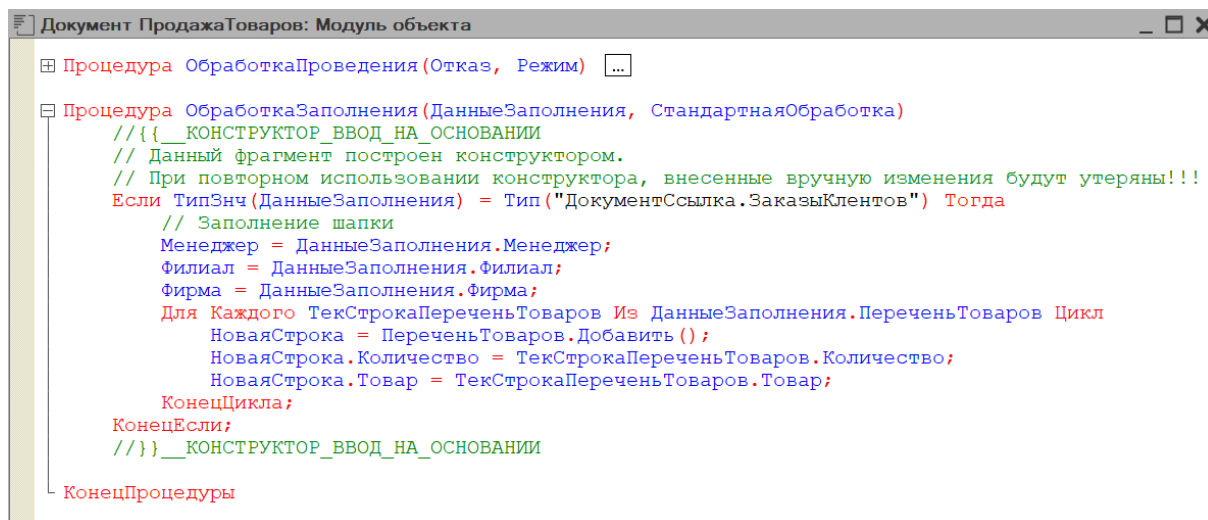 Документ ПродажаТоваров: Модуль объекта
Процедура ОбработкаПроведения(Отказ, Режим) ...
Процедура ОбработкаЗаполнения(ДанныеЗаполнения, СтандартнаяОбработка)
//{{__КОНСТРУКТОР_ВВОД_НА_ОСНОВАНИИ
// Данный фрагмент построен конструктором.
// При повторном использовании конструктора, внесенные вручную изменения будут утеряны!!!
Если ТипЗнч(ДанныеЗаполнения) = Тип("ДокументСсылка.ЗаказыКлентов") Тогда
// Заполнение шапки
Менеджер = ДанныеЗаполнения.Менеджер;
Филиал = ДанныеЗаполнения.Филиал;
Фирма = ДанныеЗаполнения.Фирма;
Для Каждого ТекСтрокаПереченьТоваров Из ДанныеЗаполнения.ПереченьТоваров Цикл
НоваяСтрока = ПереченьТоваров.Добавить();
НоваяСтрока.Количество = ТекСтрокаПереченьТоваров.Количество;
НоваяСтрока.Товар = ТекСтрокаПереченьТоваров.Товар;
КонецЦикла;
КонецЕсли;
//}}__КОНСТРУКТОР_ВВОД_НА_ОСНОВАНИИ
КонецПроцедуры